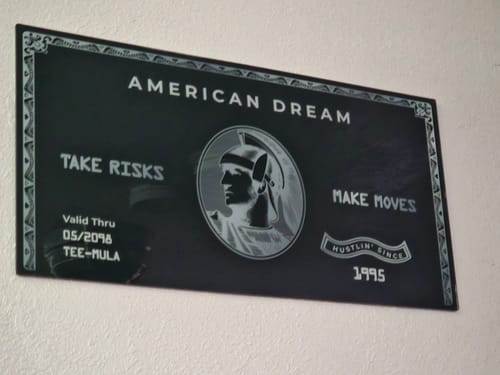 AMERICAN DREAM
TAKE RISKS
MAKE MOVES
Valid Thru
05/2098
TEE-MULA
HUSTLIN' SINCE
1995